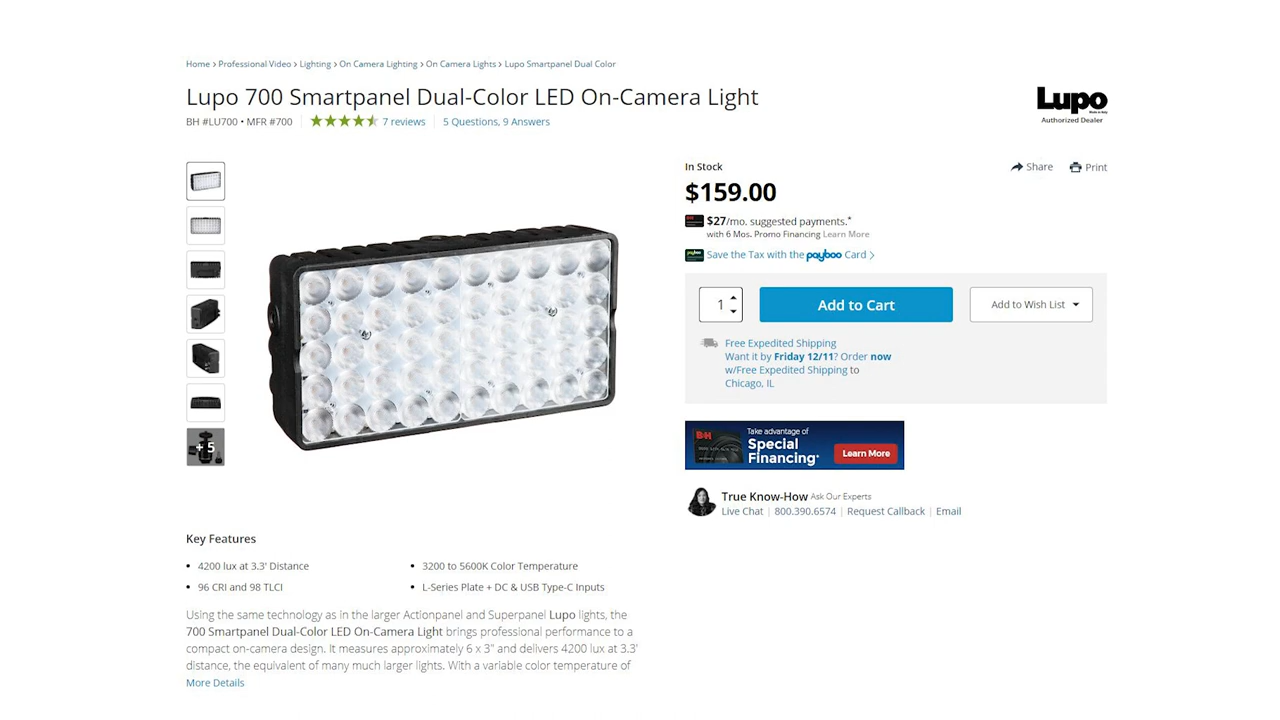 Home › Professional Video › Lighting › On Camera Lighting › On Camera Lights › Lupo Smartpanel Dual Color
Lupo 700 Smartpanel Dual-Color LED On-Camera Light
Lupo
Authorized Dealer
BH #LU700 • MFR #700 7 reviews 5 Questions, 9 Answers
In Stock Share Print
$159.00
$27/mo. suggested payments.*
with 6 Mos. Promo Financing Learn More
Save the Tax with the payboo Card ›
1 Add to Cart Add to Wish List
Free Expedited Shipping
Want it by Friday 12/11? Order now
w/Free Expedited Shipping to
Chicago, IL
+ 5
B&H
Take advantage of
Special
Financing*
Learn More
True Know-How Ask Our Experts
Live Chat | 800.390.6574 | Request Callback | Email
Key Features
• 4200 lux at 3.3' Distance
• 3200 to 5600K Color Temperature
• 96 CRI and 98 TLCI
• L-Series Plate + DC & USB Type-C Inputs
Using the same technology as in the larger Actionpanel and Superpanel Lupo lights, the
700 Smartpanel Dual-Color LED On-Camera Light brings professional performance to a
compact on-camera design. It measures approximately 6 x 3" and delivers 4200 lux at 3.3'
distance, the equivalent of many much larger lights. With a variable color temperature of
More Details